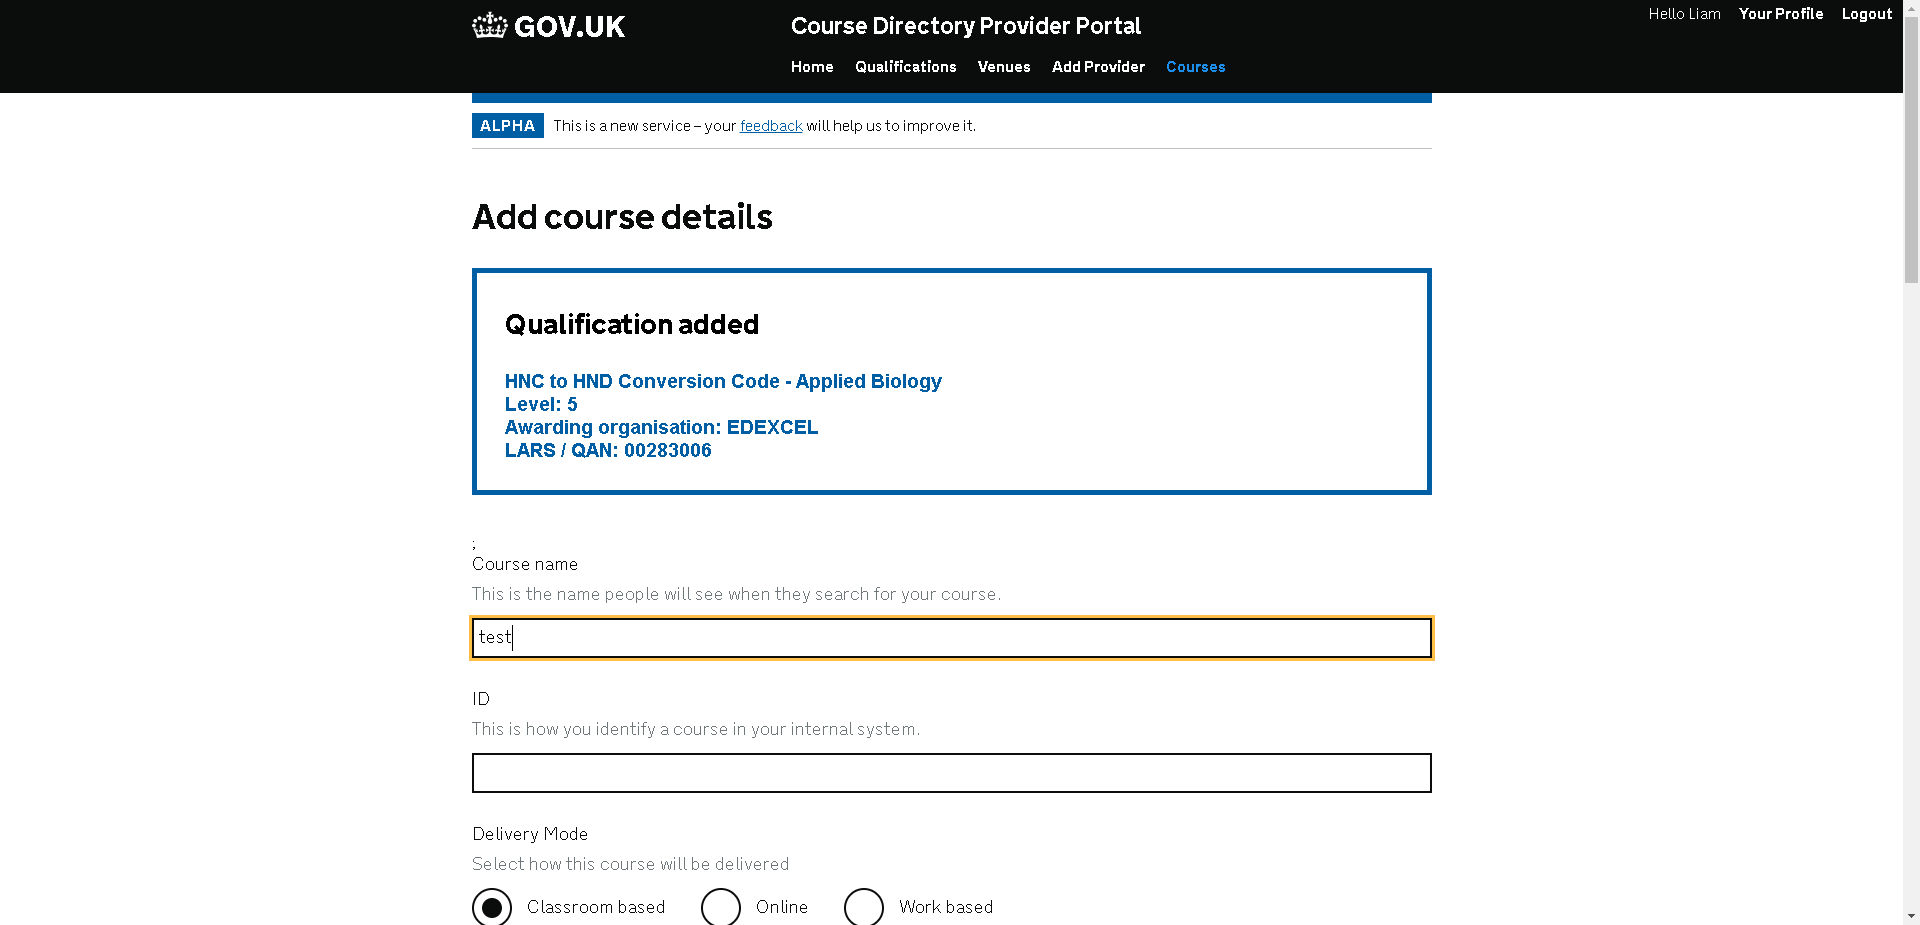 GOV.UK
Course Directory Provider Portal
Hello Liam Your Profile Logout
Home Qualifications Venues Add Provider Courses
ALPHA This is a new service – your feedback will help us to improve it.
Add course details
Qualification added
HNC to HND Conversion Code - Applied Biology
Level: 5
Awarding organisation: EDEXCEL
LARS / QAN: 00283006
;
Course name
This is the name people will see when they search for your course.
test
ID
This is how you identify a course in your internal system.
Delivery Mode
Select how this course will be delivered
Classroom based Online Work based